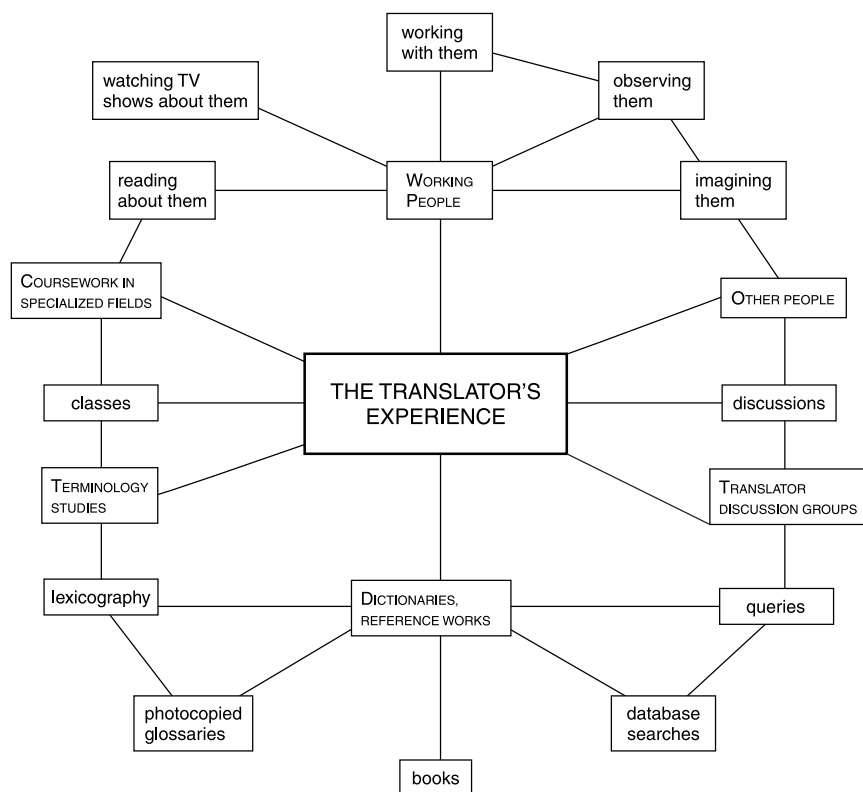 working
with them
watching TV
shows about them
observing
them
reading
about them
WORKING
PEOPLE
imagining
them
COURSEWORK IN
SPECIALIZED FIELDS
OTHER PEOPLE
THE TRANSLATOR'S
EXPERIENCE
classes
discussions
TERMINOLOGY
STUDIES
TRANSLATOR
DISCUSSION GROUPS
lexicography
DICTIONARIES,
REFERENCE WORKS
queries
photocopied
glossaries
database
searches
books